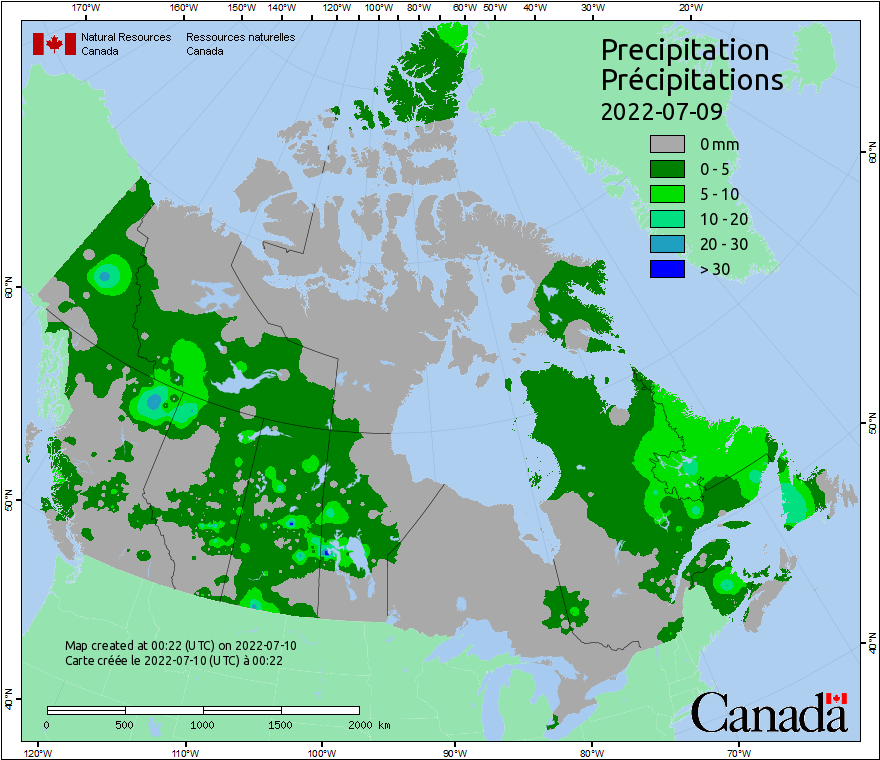 170°W 160°W 150°W 140°W 120°W 100°W 80°W 60°W 50°W 40°W 30°W 20°W
Natural Resources Ressources naturelles
Canada Canada
Precipitation
Précipitations
2022-07-09
0 mm
0 - 5
5 - 10
10 - 20
20 - 30
> 30
60°N
50°N
40°N
60°N
50°N
40°N
Map created at 00:22 (UTC) on 2022-07-10
Carte créée le 2022-07-10 (UTC) à 00:22
0 500 1000 1500 2000 km
Canada
120°W 110°W 100°W 90°W 80°W 70°W